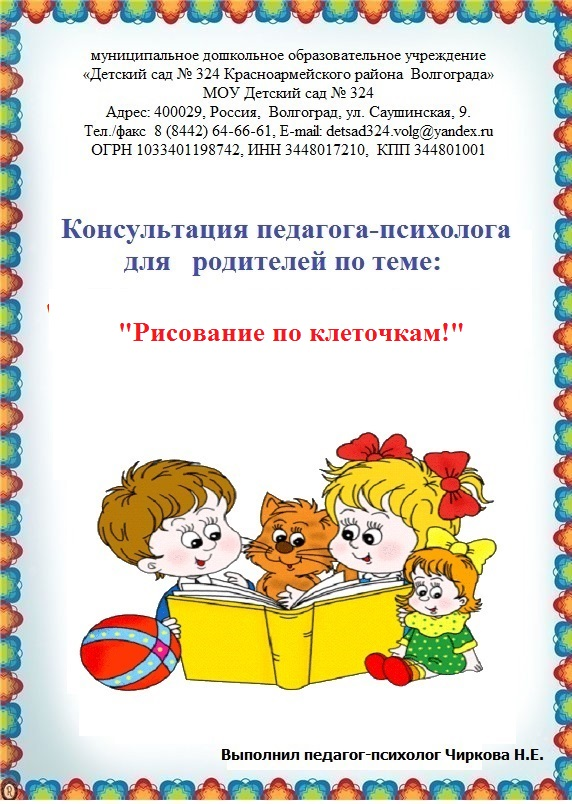 муниципальное дошкольное образовательное учреждение
«Детский сад № 324 Красноармейского района Волгограда»
МОУ Детский сад № 324
Адрес: 400029, Россия, Волгоград, ул. Саушинская, 9.
Тел./факс 8 (8442) 64-66-61, E-mail: detsad324.volg@yandex.ru
ОГРН 1033401198742, ИНН 3448017210, КПП 344801001
Консультация педагога-психолога
для родителей по теме:
"Рисование по клеточкам!"
Выполнил педагог-психолог Чиркова Н.Е.